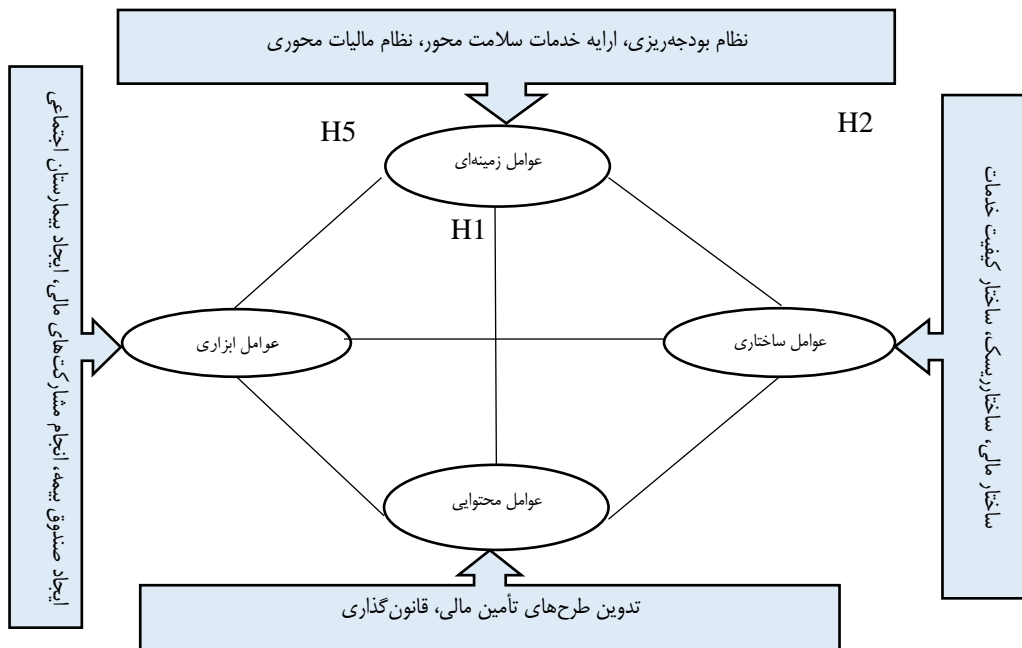 نظام بودجه‌ریزی، ارایه خدمات سلامت محور، نظام مالیات محوری
H2
H5
عوامل زمینه‌ای
H1
ساختار مالی، ساختارریسک، ساختار کیفیت خدمات
عوامل ساختاری
عوامل ابزاری
ایجاد صندوق بیمه، انجام مشارکت‌های مالی، ایجاد بیمارستان اجتماعی
عوامل محتوایی
تدوین طرح‌های تأمین مالی، قانون‌گذاری